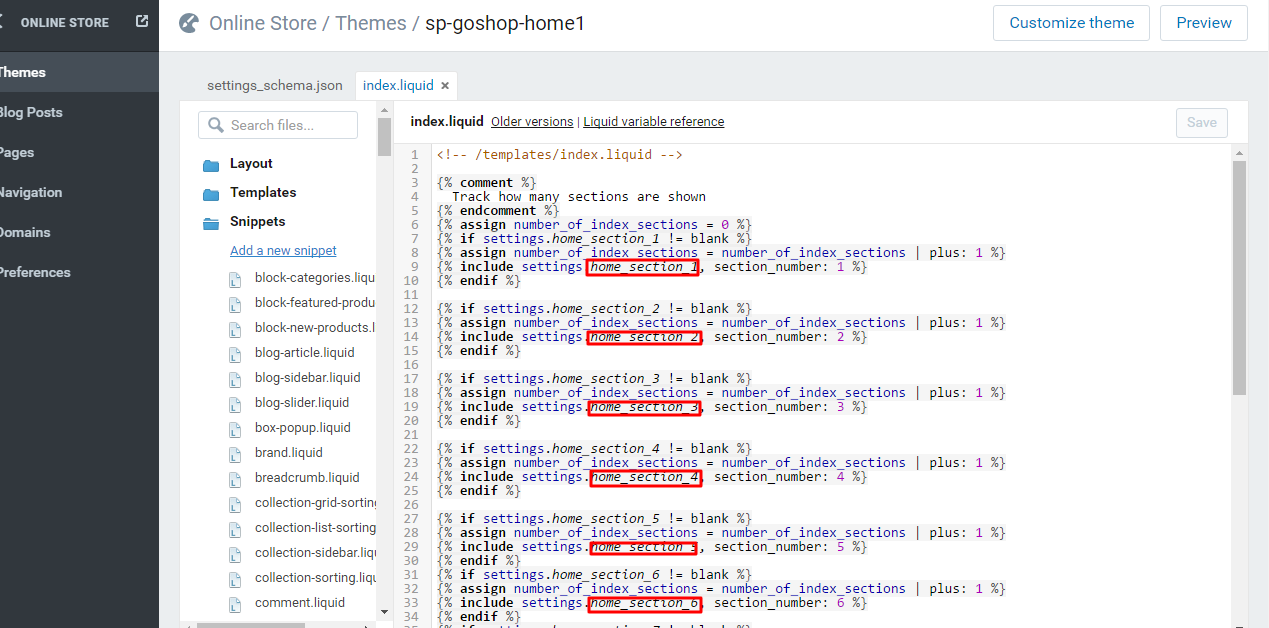 ONLINE STORE
Themes
Blog Posts
Pages
Navigation
Domains
Preferences
Online Store / Themes / sp-goshop-home1
Customize theme
Preview
settings_schema.json
index.liquid ×
Search files...
Layout
Templates
Snippets
Add a new snippet
block-categories.liqu
block-featured-produ
block-new-products.l
blog-article.liquid
blog-sidebar.liquid
blog-slider.liquid
box-popup.liquid
brand.liquid
breadcrumb.liquid
collection-grid-sorting
collection-list-sorting
collection-sidebar.liqu
collection-sorting.liqu
comment.liquid
index.liquid Older versions | Liquid variable reference
Save
1 <!-- /templates/index.liquid -->
2
3 {% comment %}
4 Track how many sections are shown
5 {% endcomment %}
6 {% assign number_of_index_sections = 0 %}
7 {% if settings.home_section_1 != blank %}
8 {% assign number_of_index_sections = number_of_index_sections | plus: 1 %}
9 {% include settings.home_section_1, section_number: 1 %}
10 {% endif %}
11
12 {% if settings.home_section_2 != blank %}
13 {% assign number_of_index_sections = number_of_index_sections | plus: 1 %}
14 {% include settings.home_section_2, section_number: 2 %}
15 {% endif %}
16
17 {% if settings.home_section_3 != blank %}
18 {% assign number_of_index_sections = number_of_index_sections | plus: 1 %}
19 {% include settings.home_section_3, section_number: 3 %}
20 {% endif %}
21
22 {% if settings.home_section_4 != blank %}
23 {% assign number_of_index_sections = number_of_index_sections | plus: 1 %}
24 {% include settings.home_section_4, section_number: 4 %}
25 {% endif %}
26
27 {% if settings.home_section_5 != blank %}
28 {% assign number_of_index_sections = number_of_index_sections | plus: 1 %}
29 {% include settings.home_section_5, section_number: 5 %}
30 {% endif %}
31 {% if settings.home_section_6 != blank %}
32 {% assign number_of_index_sections = number_of_index_sections | plus: 1 %}
33 {% include settings.home_section_6, section_number: 6 %}
34 {% endif %}